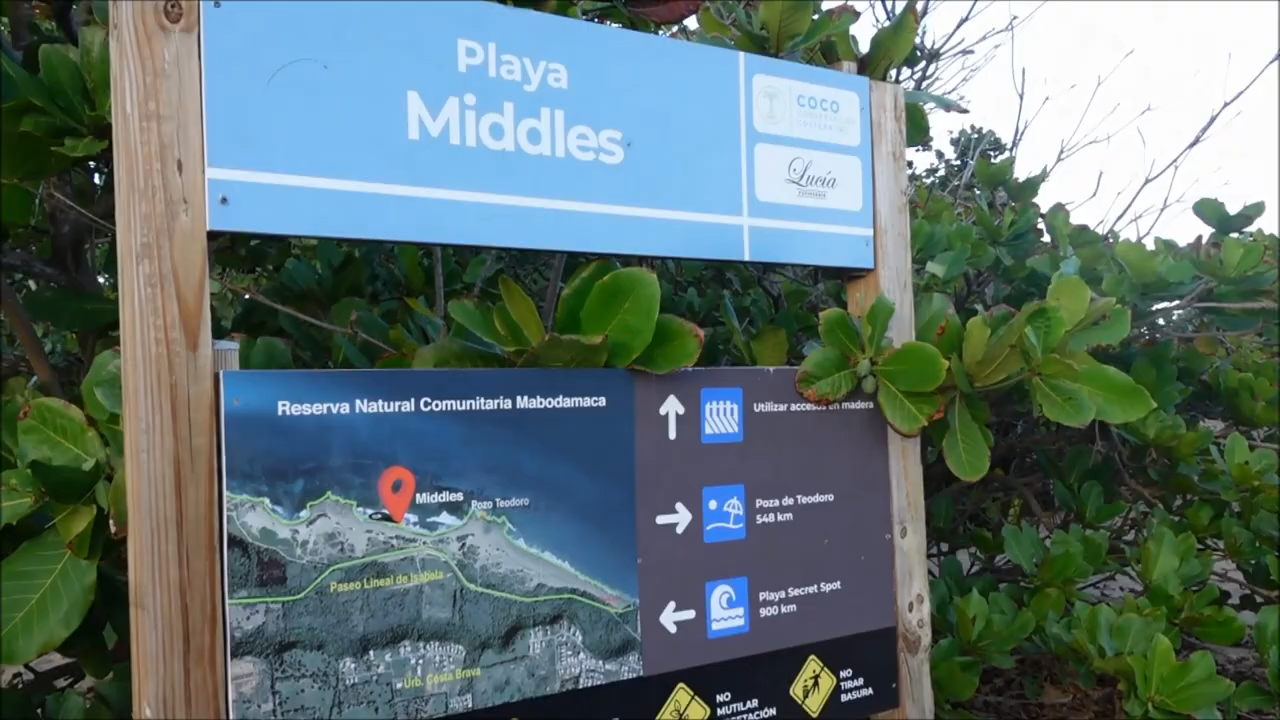 Playa
Middles
COCO
Lucía
Reserva Natural Comunitaria Mabodamaca
Middles
Pozo Teodoro
Paseo Lineal de Isabela
Urb. Costa Brava
Utilizar accesos en madera
Poza de Teodoro
548 km
Playa Secret Spot
900 km
NO
MUTILAR
NO
TIRAR
BASURA